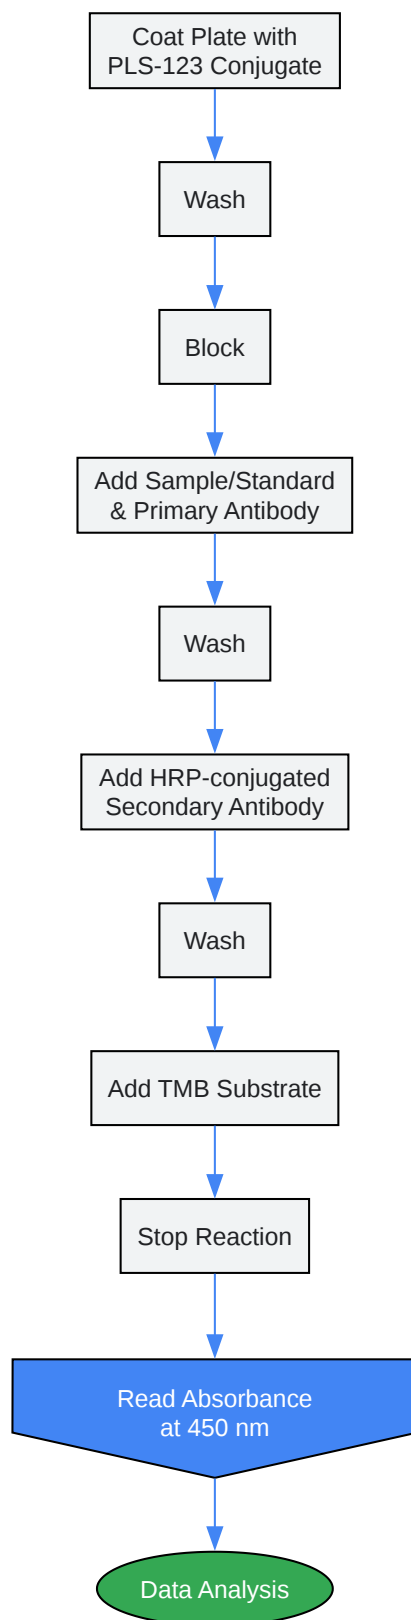 Coat Plate with
PLS-123 Conjugate
Wash
Block
Add Sample/Standard
& Primary Antibody
Wash
Add HRP-conjugated
Secondary Antibody
Wash
Add TMB Substrate
Stop Reaction
Read Absorbance
at 450 nm
Data Analysis